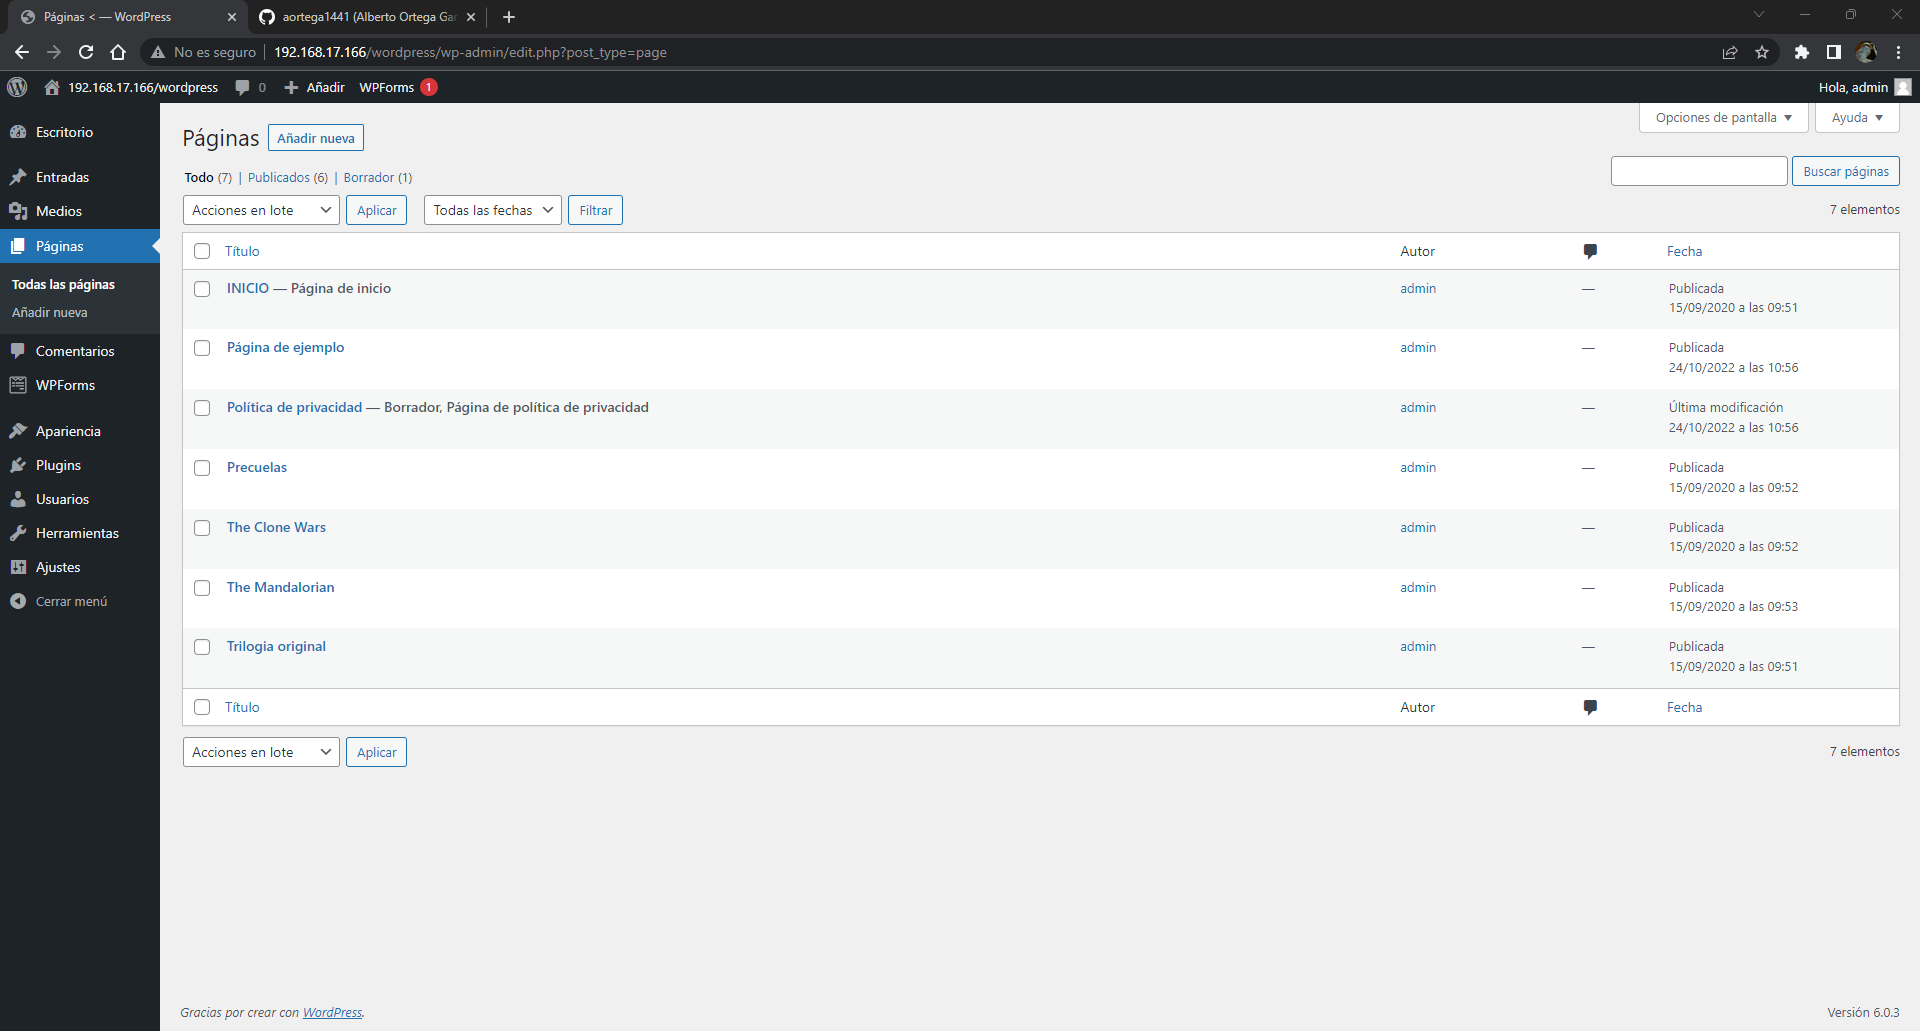 Páginas < — WordPress
aortega1441 (Alberto Ortega Gar
No es seguro
192.168.17.166/wordpress/wp-admin/edit.php?post_type=page
192.168.17.166/wordpress
0
Añadir
WPForms
1
Hola, admin
Escritorio
Entradas
Medios
Páginas
Todas las páginas
Añadir nueva
Comentarios
WPForms
Apariencia
Plugins
Usuarios
Herramientas
Ajustes
Cerrar menú
Opciones de pantalla
Ayuda
Páginas
Añadir nueva
Todo (7) | Publicados (6) | Borrador (1)
Buscar páginas
Acciones en lote
Aplicar
Todas las fechas
Filtrar
7 elementos
Título
Autor
Fecha
INICIO — Página de inicio
admin
—
Publicada
15/09/2020 a las 09:51
Página de ejemplo
admin
—
Publicada
24/10/2022 a las 10:56
Política de privacidad — Borrador, Página de política de privacidad
admin
—
Última modificación
24/10/2022 a las 10:56
Precuelas
admin
—
Publicada
15/09/2020 a las 09:52
The Clone Wars
admin
—
Publicada
15/09/2020 a las 09:52
The Mandalorian
admin
—
Publicada
15/09/2020 a las 09:53
Trilogia original
admin
—
Publicada
15/09/2020 a las 09:51
Título
Autor
Fecha
Acciones en lote
Aplicar
7 elementos
Gracias por crear con WordPress.
Versión 6.0.3